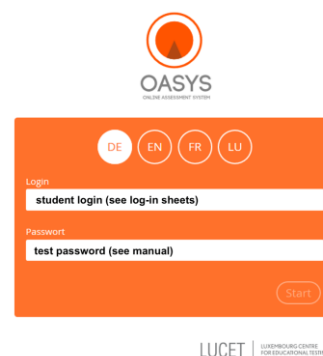 OASYS
ONLINE ASSESSMENT SYSTEM
DE EN FR LU
Login
student login (see log-in sheets)
Passwort
test password (see manual)
Start
LUCET
LUXEMBOURG CENTRE
FOR EDUCATIONAL TESTI